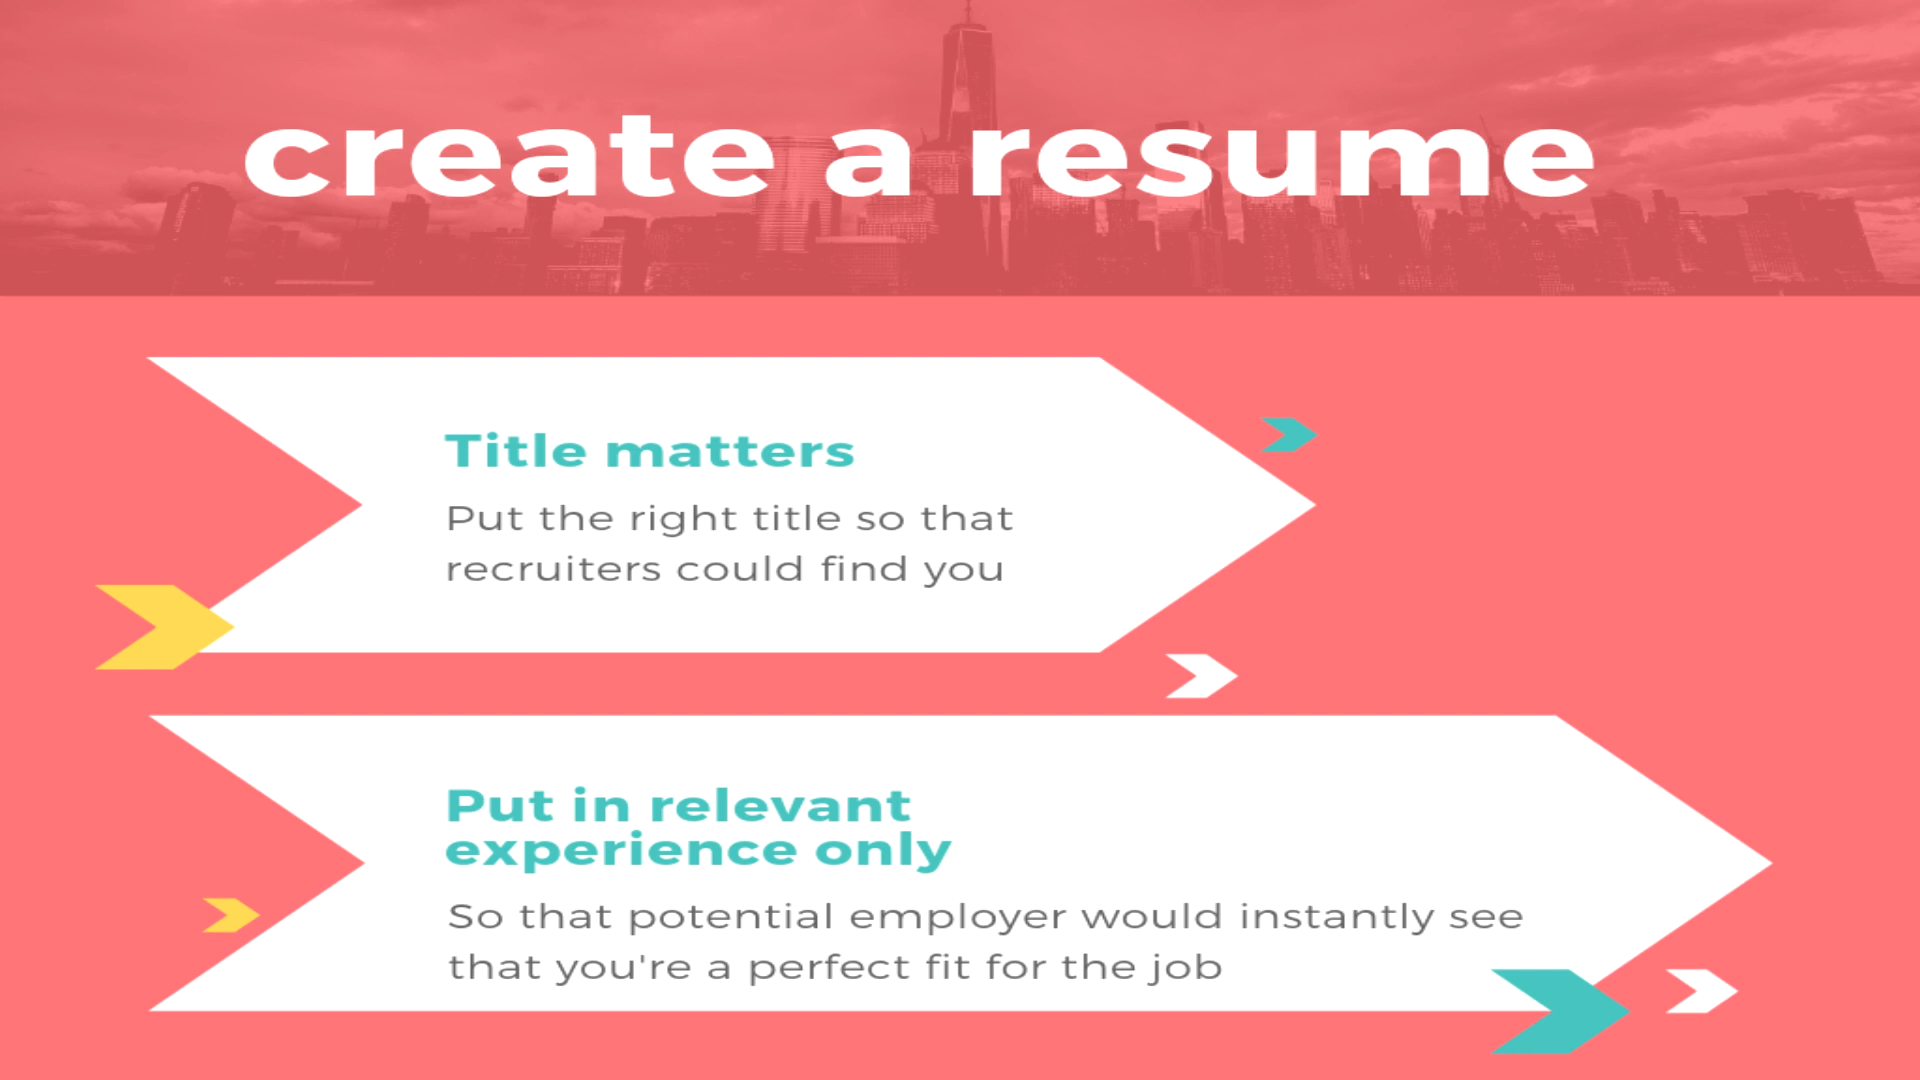 create a resume
Title matters
Put the right title so that
recruiters could find you
Put in relevant
experience only
So that potential employer would instantly see
that you're a perfect fit for the job